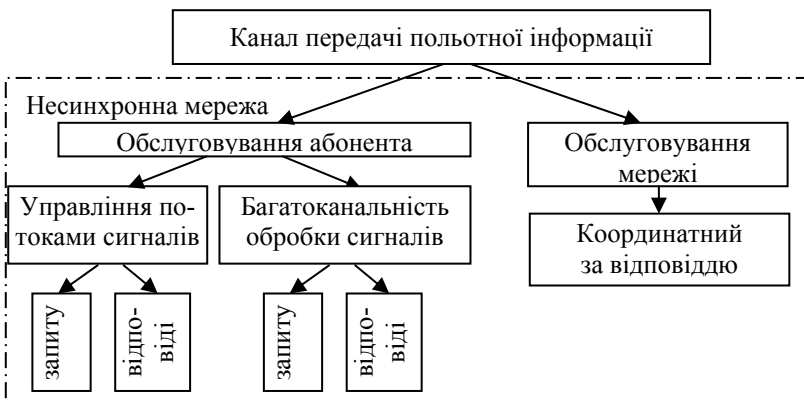 Канал передачі польотної інформації
Несинхронна мережа
Обслуговування абонента
Обслуговування
мережі
Управління по-
токами сигналів
Багатоканальність
обробки сигналів
Координатний
за відповіддю
запиту
відпо-
віді
запиту
відпо-
віді